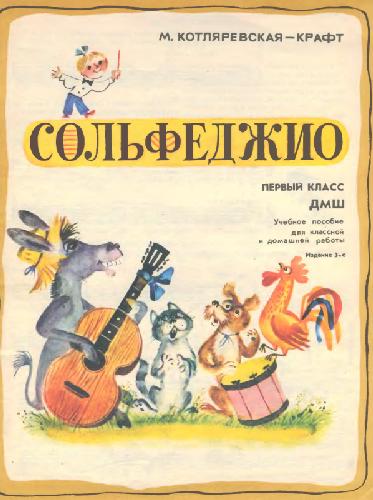 М. КОТЛЯРЕВСКАЯ–КРАФТ
СОЛЬФЕДЖИО
ПЕРВЫЙ КЛАСС
ДМШ
Учебное пособие
для классной
и домашней работы
Издание 3-е